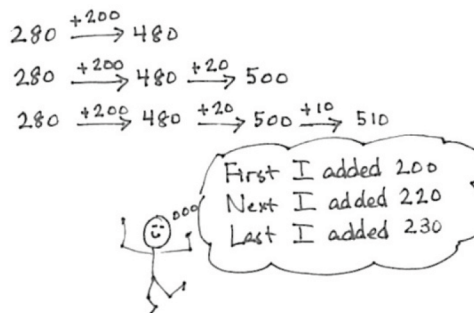 280 +200→ 480
280 +200→ 480 +20→ 500
280 +200→ 480 +20→ 500 +10→ 510
First I added 200
Next I added 220
Last I added 230